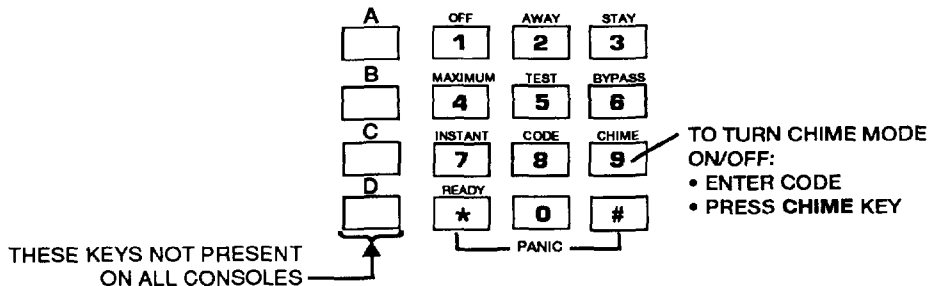 A OFF AWAY STAY
1 2 3
B MAXIMUM TEST BYPASS
4 5 6
C INSTANT CODE CHIME
7 8 9
D READY
* 0 #
PANIC
TO TURN CHIME MODE
ON/OFF:
• ENTER CODE
• PRESS CHIME KEY
THESE KEYS NOT PRESENT
ON ALL CONSOLES